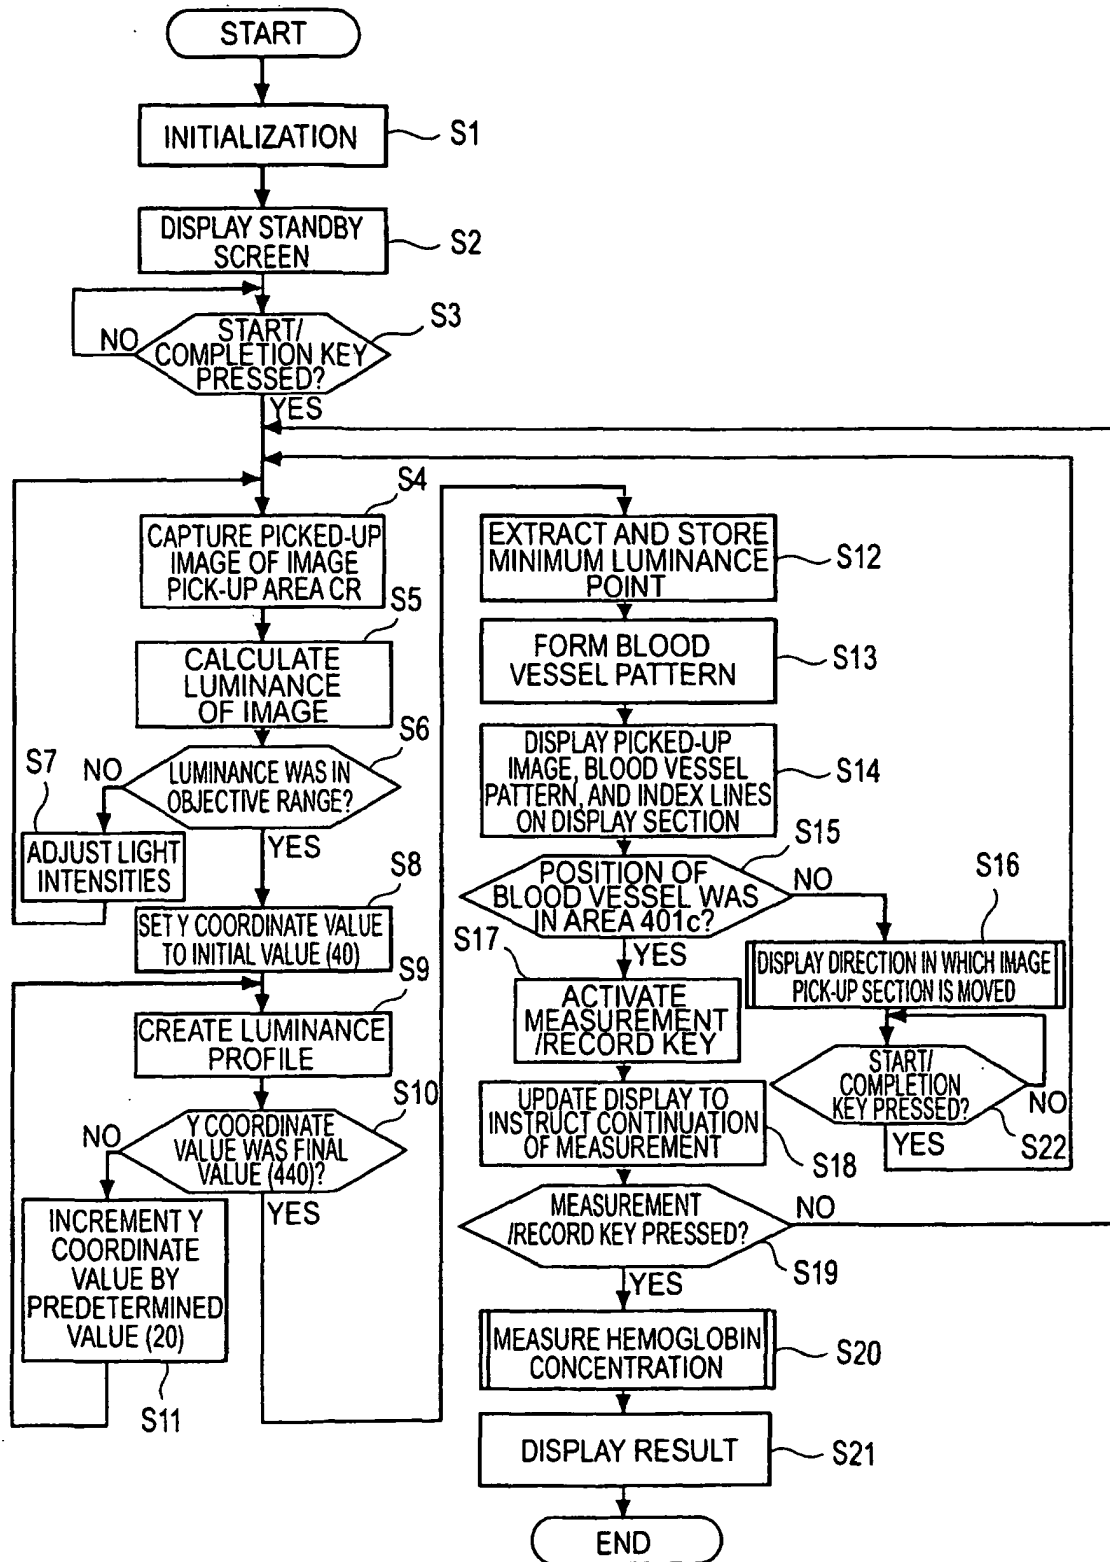 START
INITIALIZATION
S1
DISPLAY STANDBY
SCREEN
S2
START/
COMPLETION KEY
PRESSED?
S3
NO
YES
CAPTURE PICKED-UP
IMAGE OF IMAGE
PICK-UP AREA CR
S4
CALCULATE
LUMINANCE
OF IMAGE
S5
LUMINANCE WAS IN
OBJECTIVE RANGE?
S6
NO
YES
S7
ADJUST LIGHT
INTENSITIES
S8
SET Y COORDINATE VALUE
TO INITIAL VALUE (40)
S9
CREATE LUMINANCE
PROFILE
S10
Y COORDINATE
VALUE WAS FINAL
VALUE (440)?
NO
YES
INCREMENT Y
COORDINATE
VALUE BY
PREDETERMINED
VALUE (20)
S11
EXTRACT AND STORE
MINIMUM LUMINANCE
POINT
S12
FORM BLOOD
VESSEL PATTERN
S13
DISPLAY PICKED-UP
IMAGE, BLOOD VESSEL
PATTERN, AND INDEX LINES
ON DISPLAY SECTION
S14
S15
POSITION OF
BLOOD VESSEL WAS
IN AREA 401c?
NO
YES
S16
DISPLAY DIRECTION IN WHICH IMAGE
PICK-UP SECTION IS MOVED
START/
COMPLETION
KEY PRESSED?
NO
YES
S22
S17
ACTIVATE
MEASUREMENT
/RECORD KEY
UPDATE DISPLAY TO
INSTRUCT CONTINUATION
OF MEASUREMENT
S18
MEASUREMENT
/RECORD KEY PRESSED?
NO
S19
YES
MEASURE HEMOGLOBIN
CONCENTRATION
S20
DISPLAY RESULT
S21
END